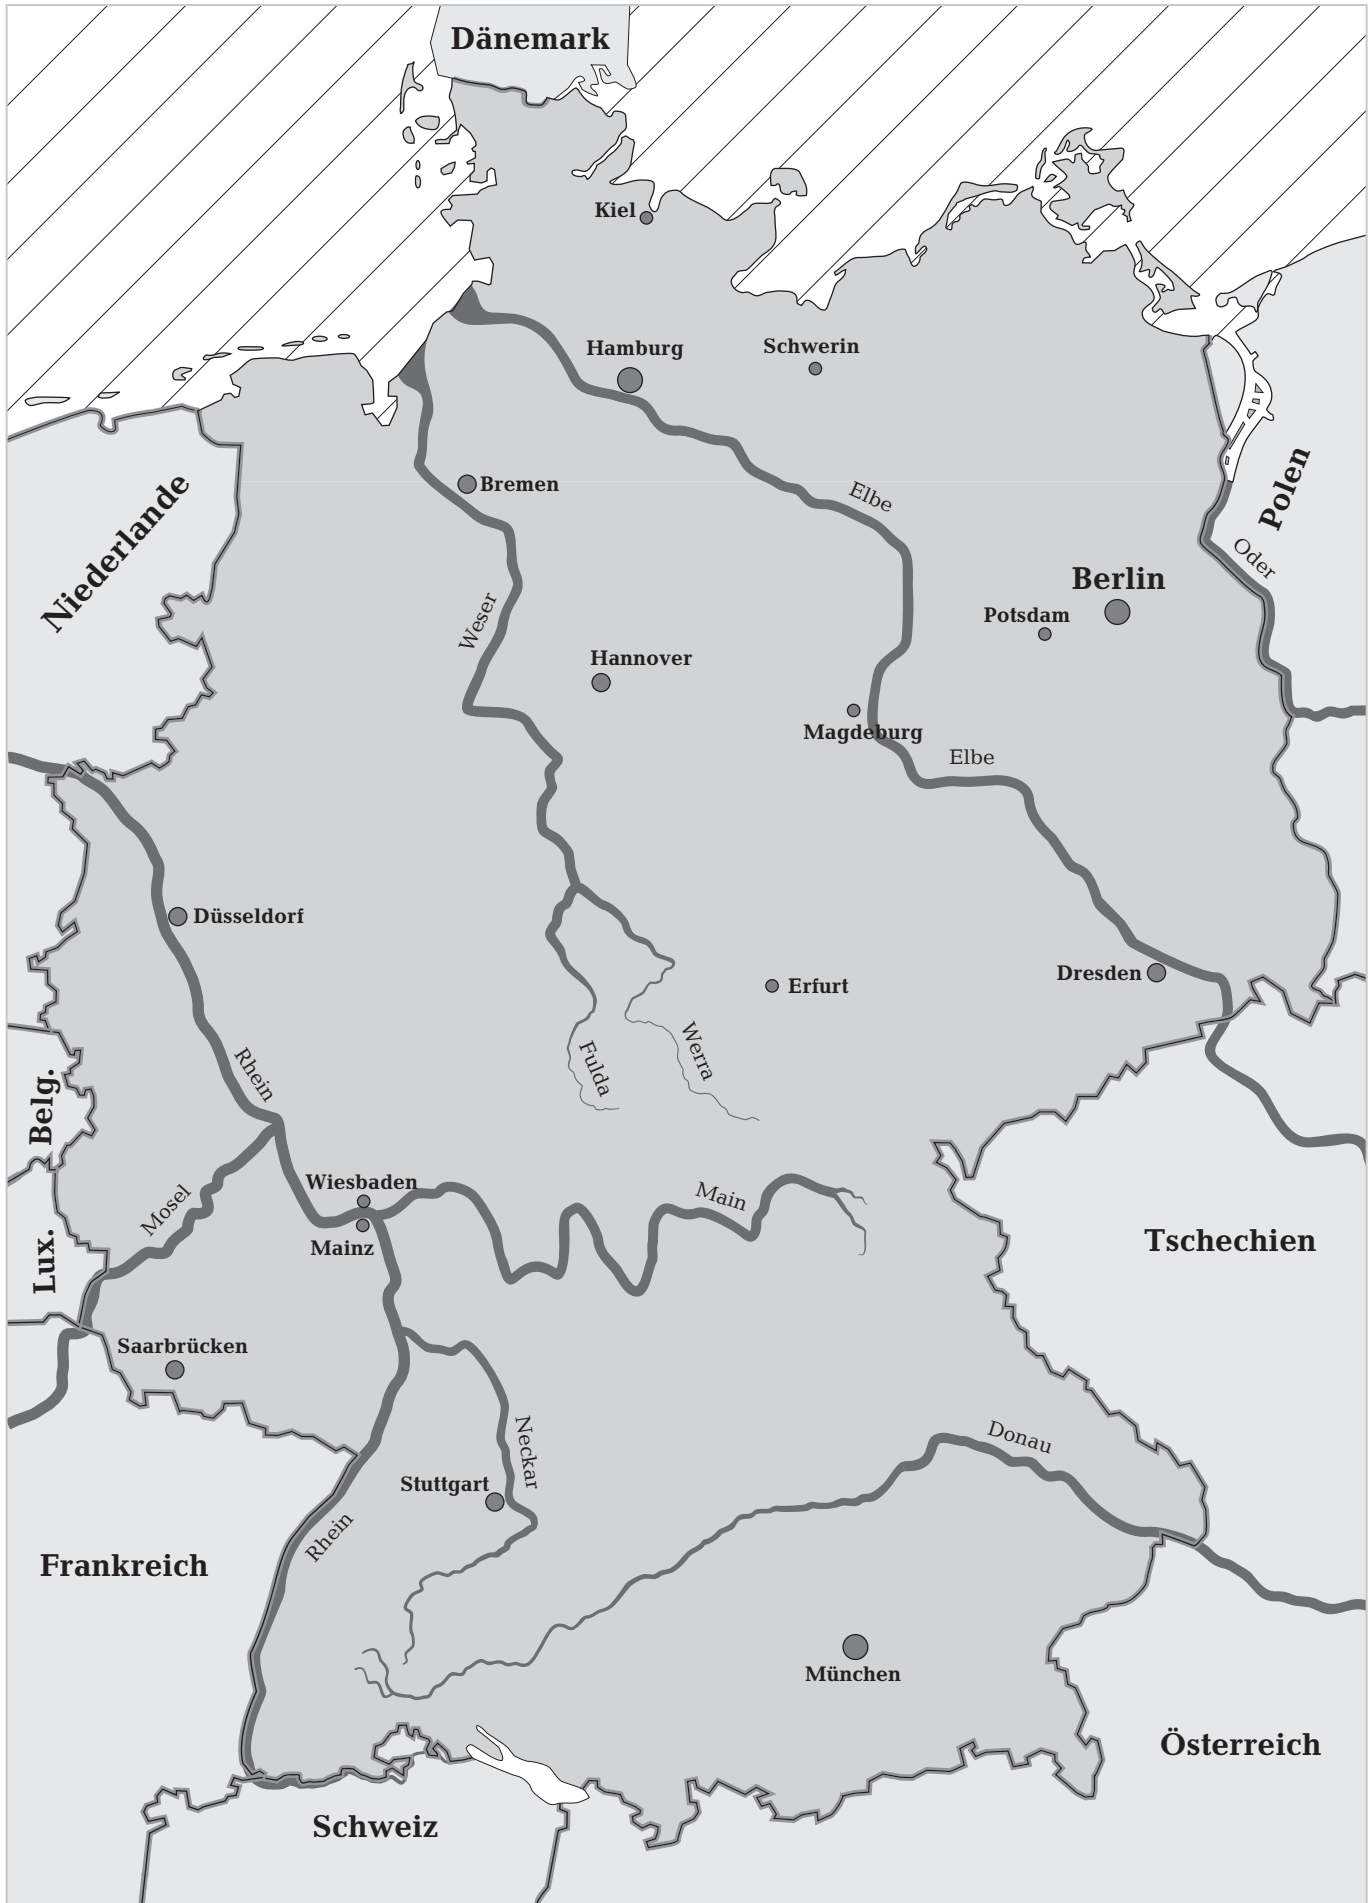 Dänemark
Kiel
Hamburg
Schwerin
Bremen
Elbe
Polen
Niederlande
Oder
Berlin
Potsdam
Weser
Hannover
Magdeburg
Elbe
Düsseldorf
Dresden
Erfurt
Rhein
Fulda
Werra
Belg.
Wiesbaden
Main
Mosel
Mainz
Lux.
Tschechien
Saarbrücken
Neckar
Donau
Stuttgart
Rhein
Frankreich
München
Österreich
Schweiz